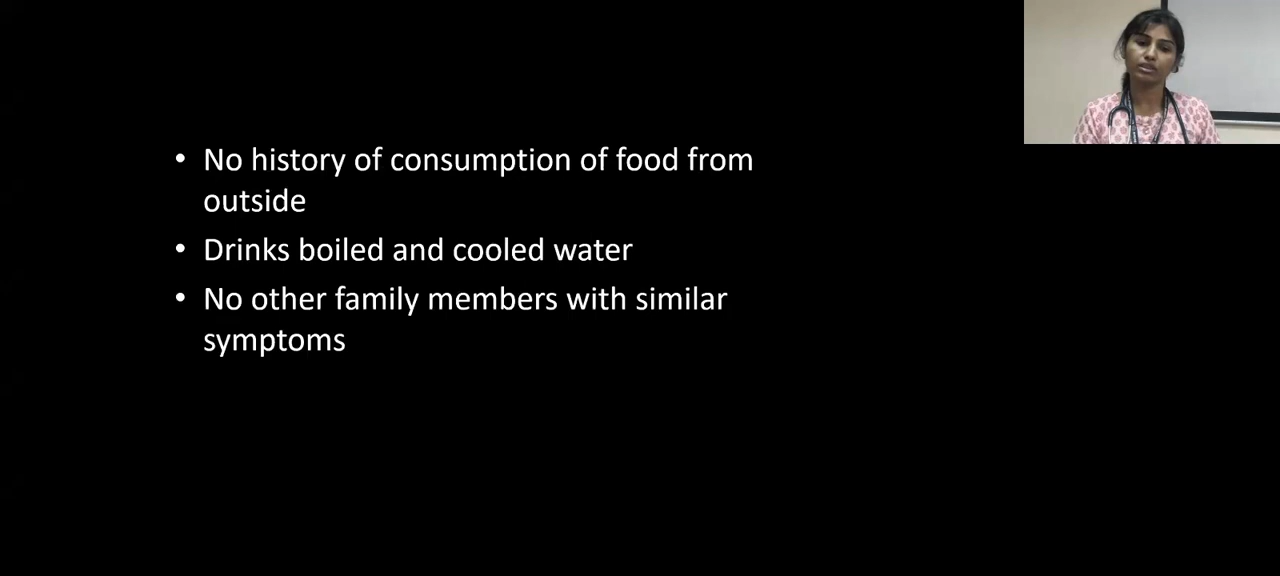 • No history of consumption of food from
outside
• Drinks boiled and cooled water
• No other family members with similar
symptoms